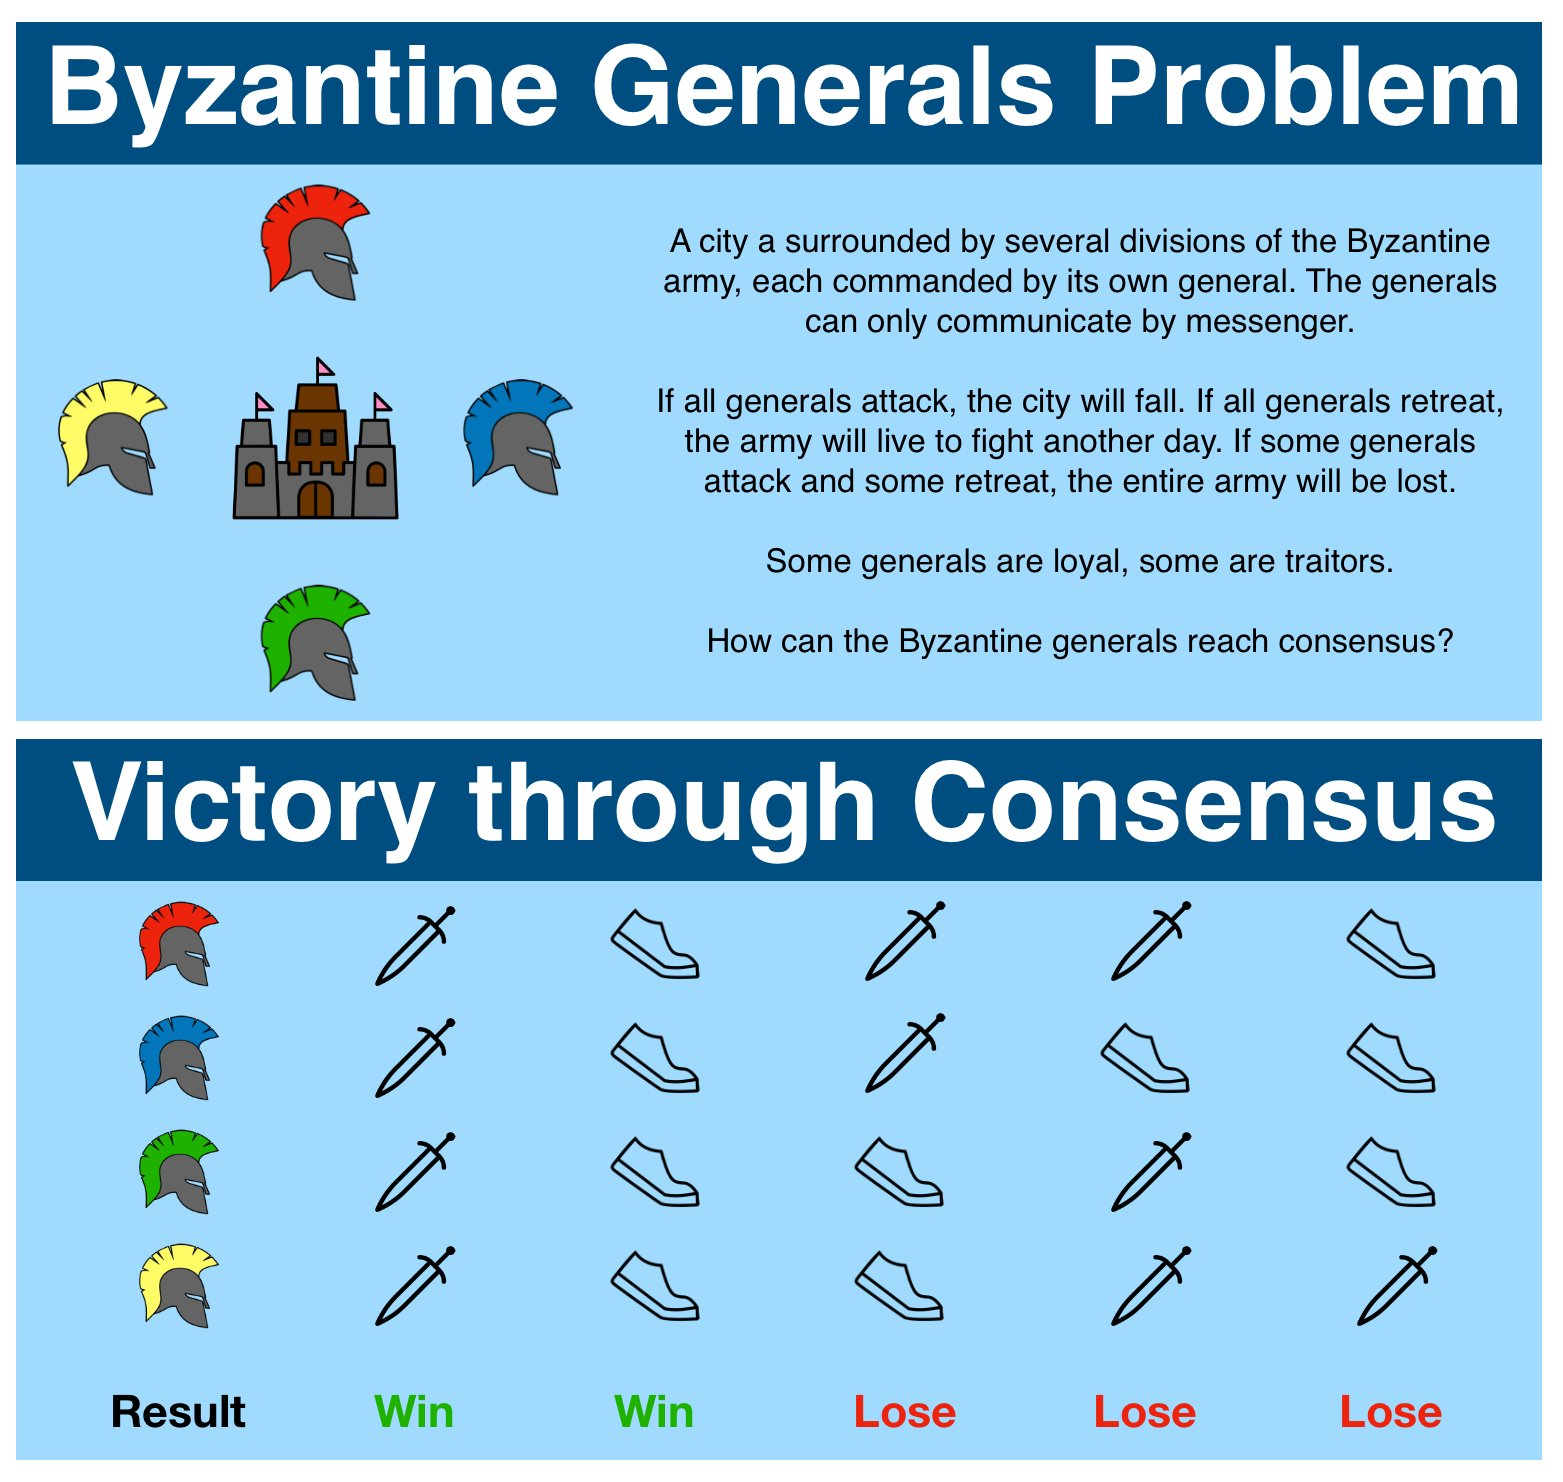 Byzantine Generals Problem
A city a surrounded by several divisions of the Byzantine
army, each commanded by its own general. The generals
can only communicate by messenger.
If all generals attack, the city will fall. If all generals retreat,
the army will live to fight another day. If some generals
attack and some retreat, the entire army will be lost.
Some generals are loyal, some are traitors.
How can the Byzantine generals reach consensus?
Victory through Consensus
Result Win Win Lose Lose Lose